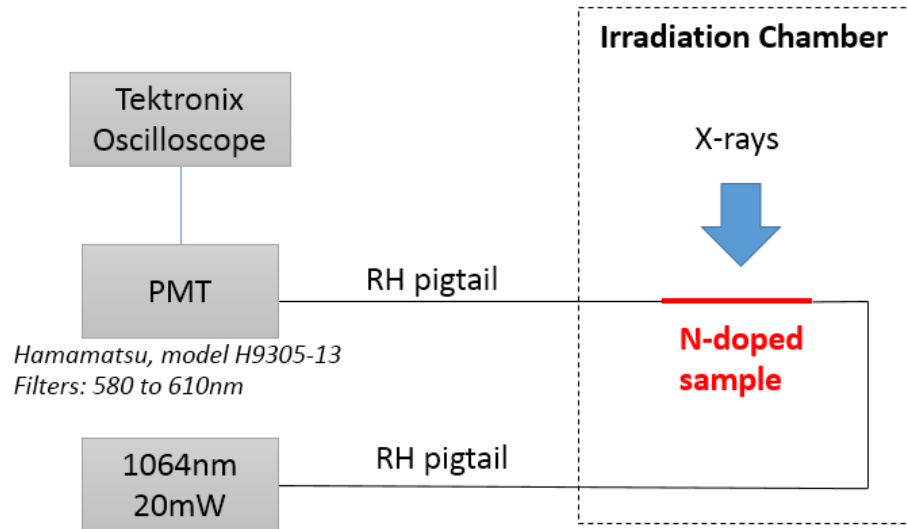 Irradiation Chamber
Tektronix
Oscilloscope
X-rays
PMT
RH pigtail
Hamamatsu, model H9305-13
Filters: 580 to 610nm
N-doped
sample
1064nm
20mW
RH pigtail